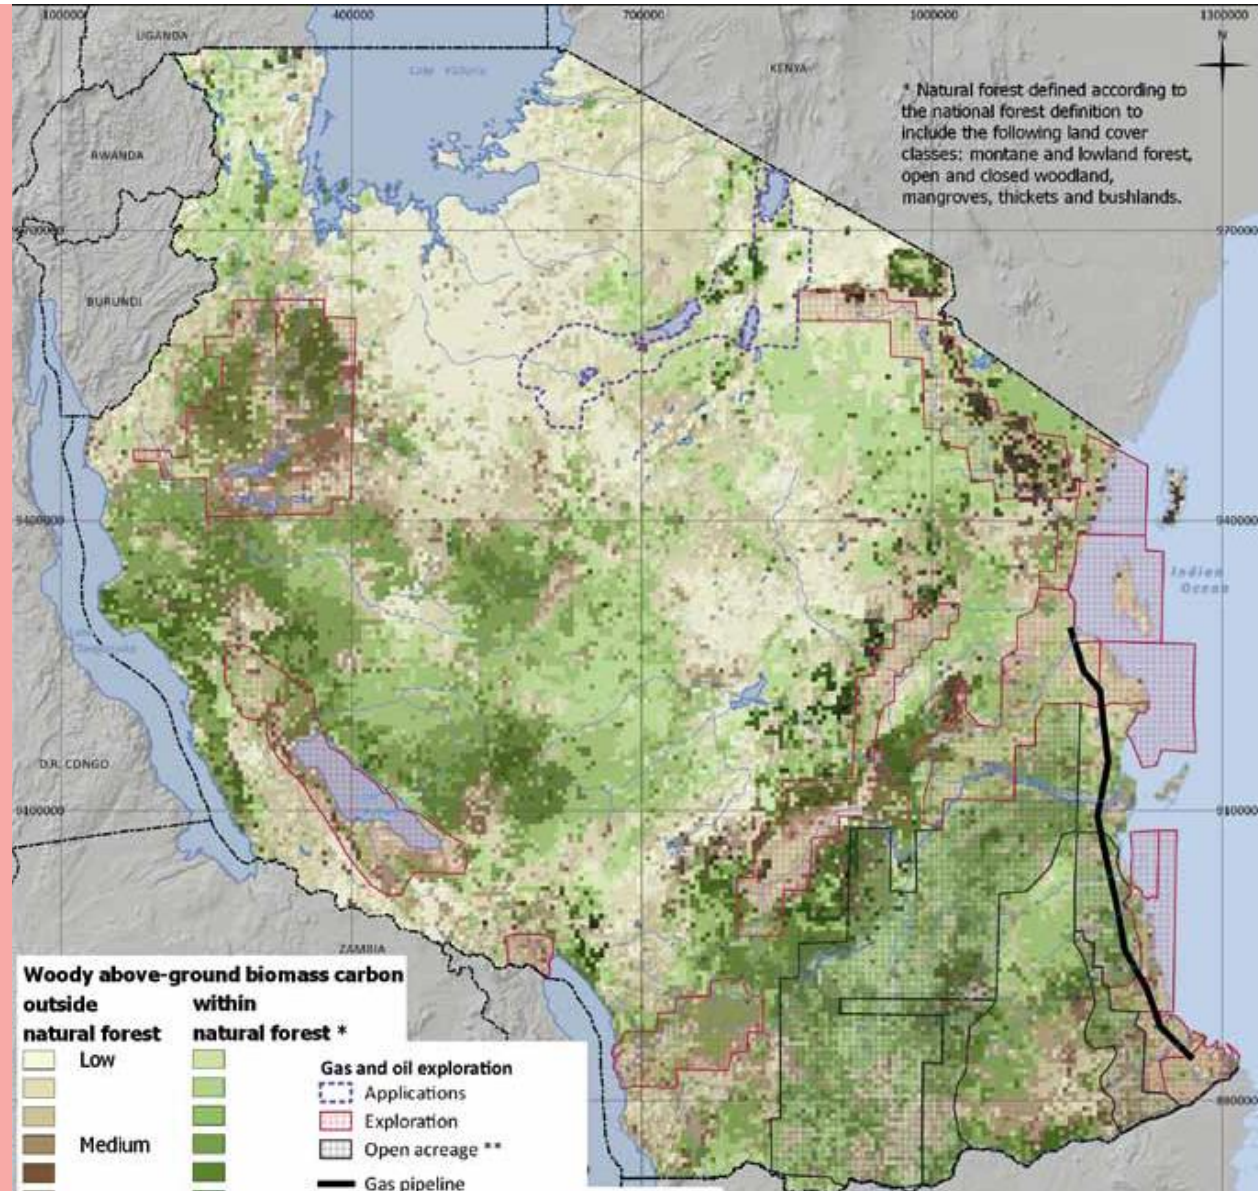 1000000
400000
700000
1000000
1300000
UGANDA
N
Lake Victoria
KENYA
* Natural forest defined according to
the national forest definition to
include the following land cover
classes: montane and lowland forest,
open and closed woodland,
mangroves, thickets and bushlands.
RWANDA
BURUNDI
9400000
Indian
Ocean
D.R. CONGO
9100000
ZAMBIA
Woody above-ground biomass carbon
outside
natural forest
within
natural forest *
Low
Medium
Gas and oil exploration
Applications
Exploration
Open acreage **
Gas pipeline